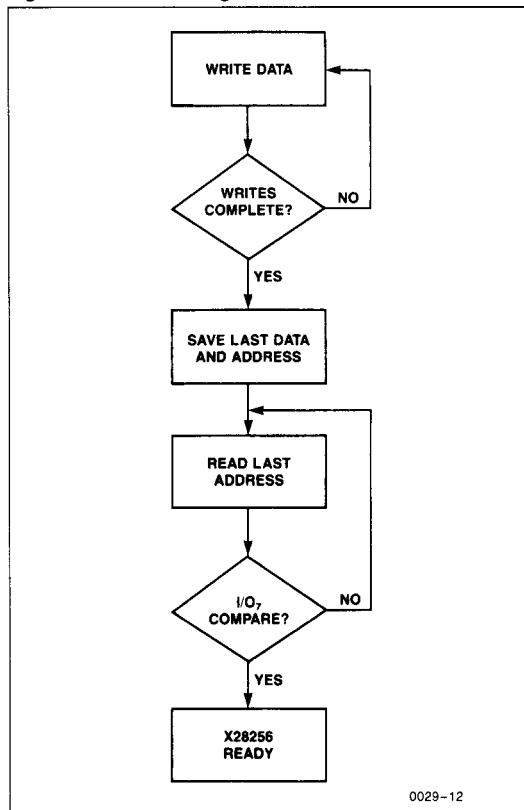 WRITE DATA
WRITES
COMPLETE?
NO
YES
SAVE LAST DATA
AND ADDRESS
READ LAST
ADDRESS
I/O₇
COMPARE?
NO
YES
X28256
READY
0029-12